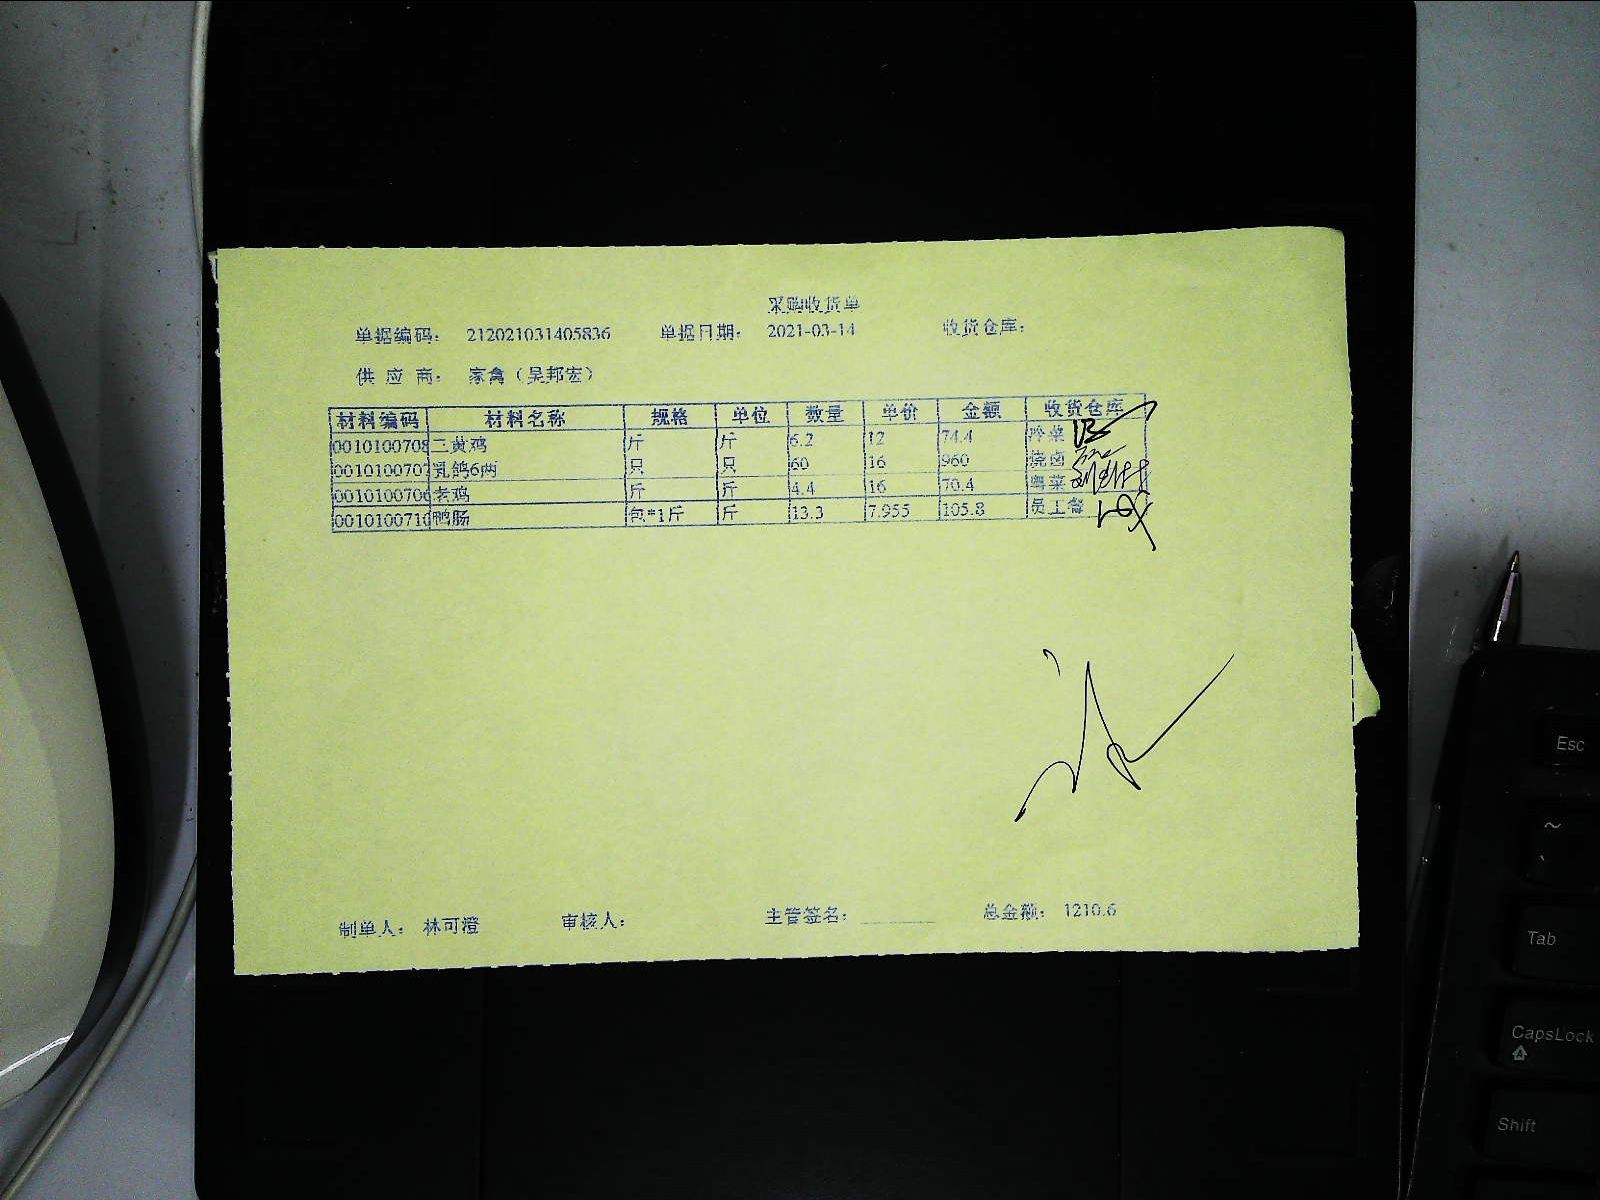 采购收货单
单据编码： 212021031405836 单据日期： 2021-03-14 收货仓库：
供 应 商： 家禽（吴邦宏）
材料编码 材料名称 规格 单位 数量 单价 金额 收货仓库
0010100708 三黄鸡 斤 斤 6.2 12 74.4 冷菜
0010100707 乳鸽6两 只 只 60 16 960 烧卤
0010100706 老鸡 斤 斤 4.4 16 70.4 粤菜
0010100710 鸭肠 包*1斤 斤 13.3 7.955 105.8 员工餐
制单人： 林可澄 审核人： 主管签名： 总金额： 1210.6
Esc
~
Tab
CapsLock
Shift